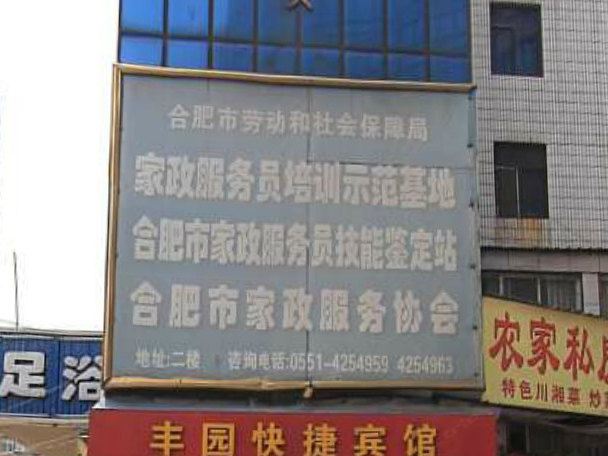 合肥市劳动和社会保障局
家政服务员培训示范基地
合肥市家政服务员技能鉴定站
合肥市家政服务协会
地址:二楼 咨询电话:0551-4254959 4254963
足浴
农家私
特色川湘菜 炒
丰园快捷宾馆